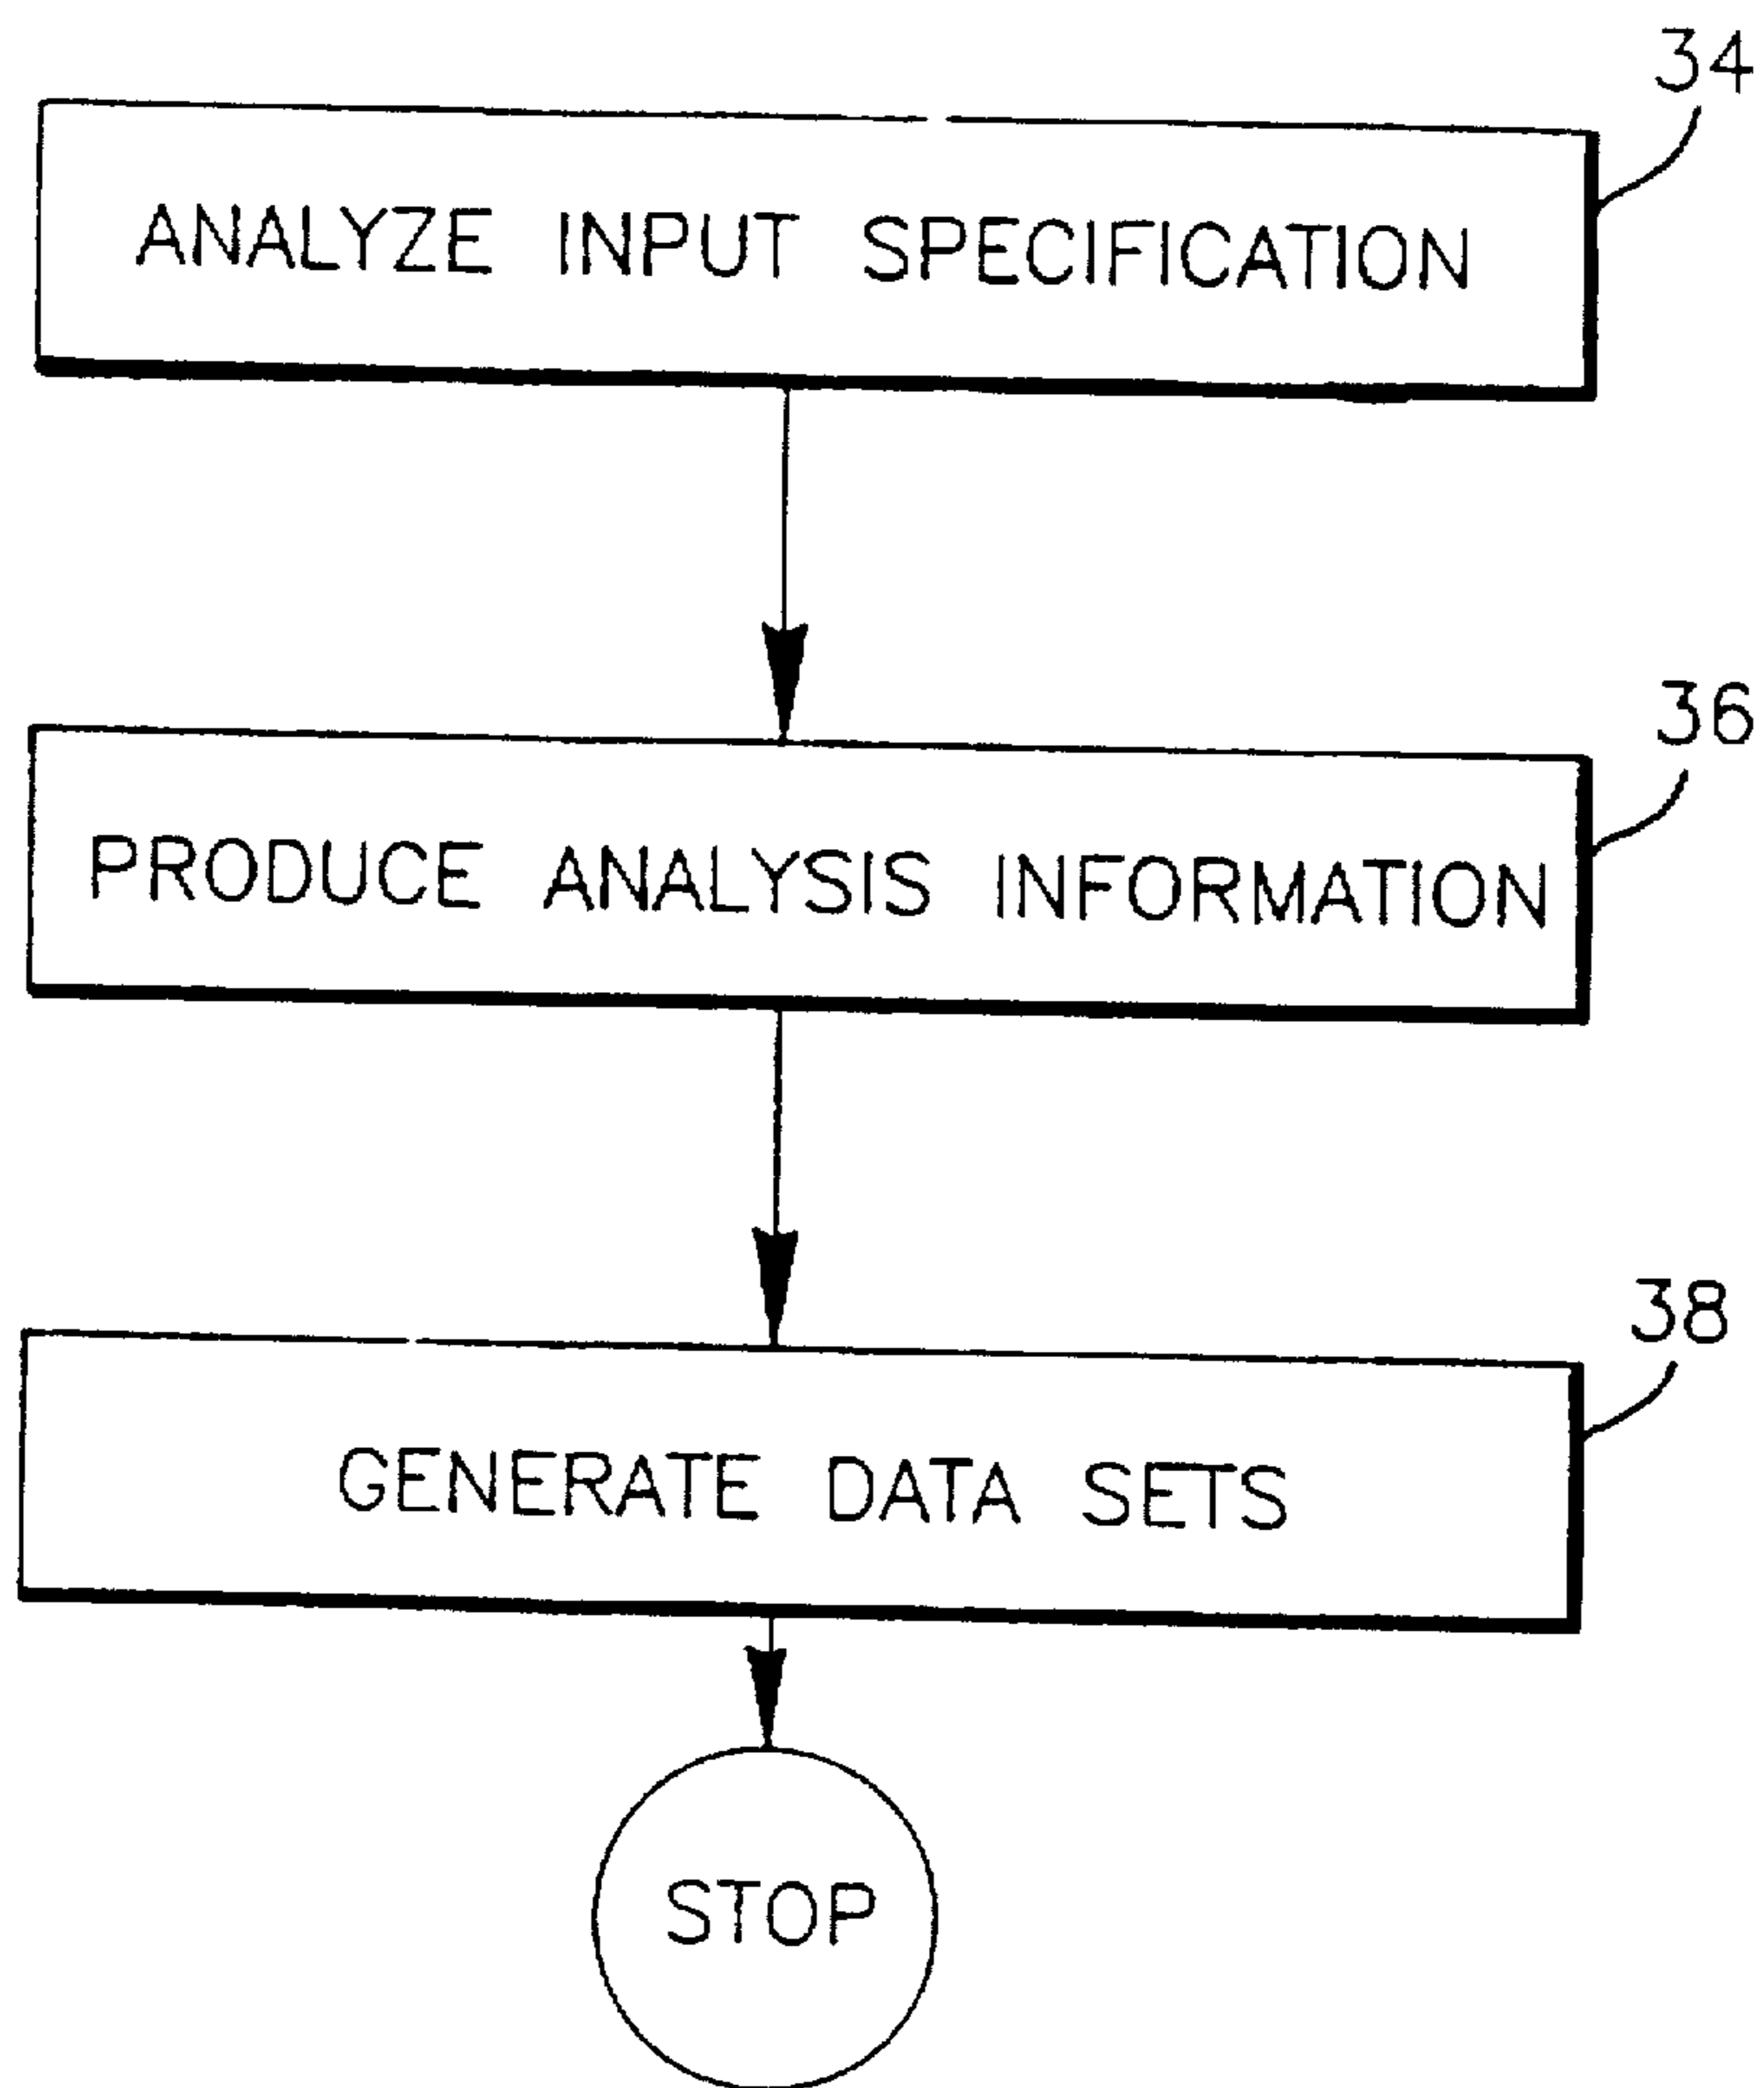 34
ANALYZE INPUT SPECIFICATION
36
PRODUCE ANALYSIS INFORMATION
38
GENERATE DATA SETS
STOP